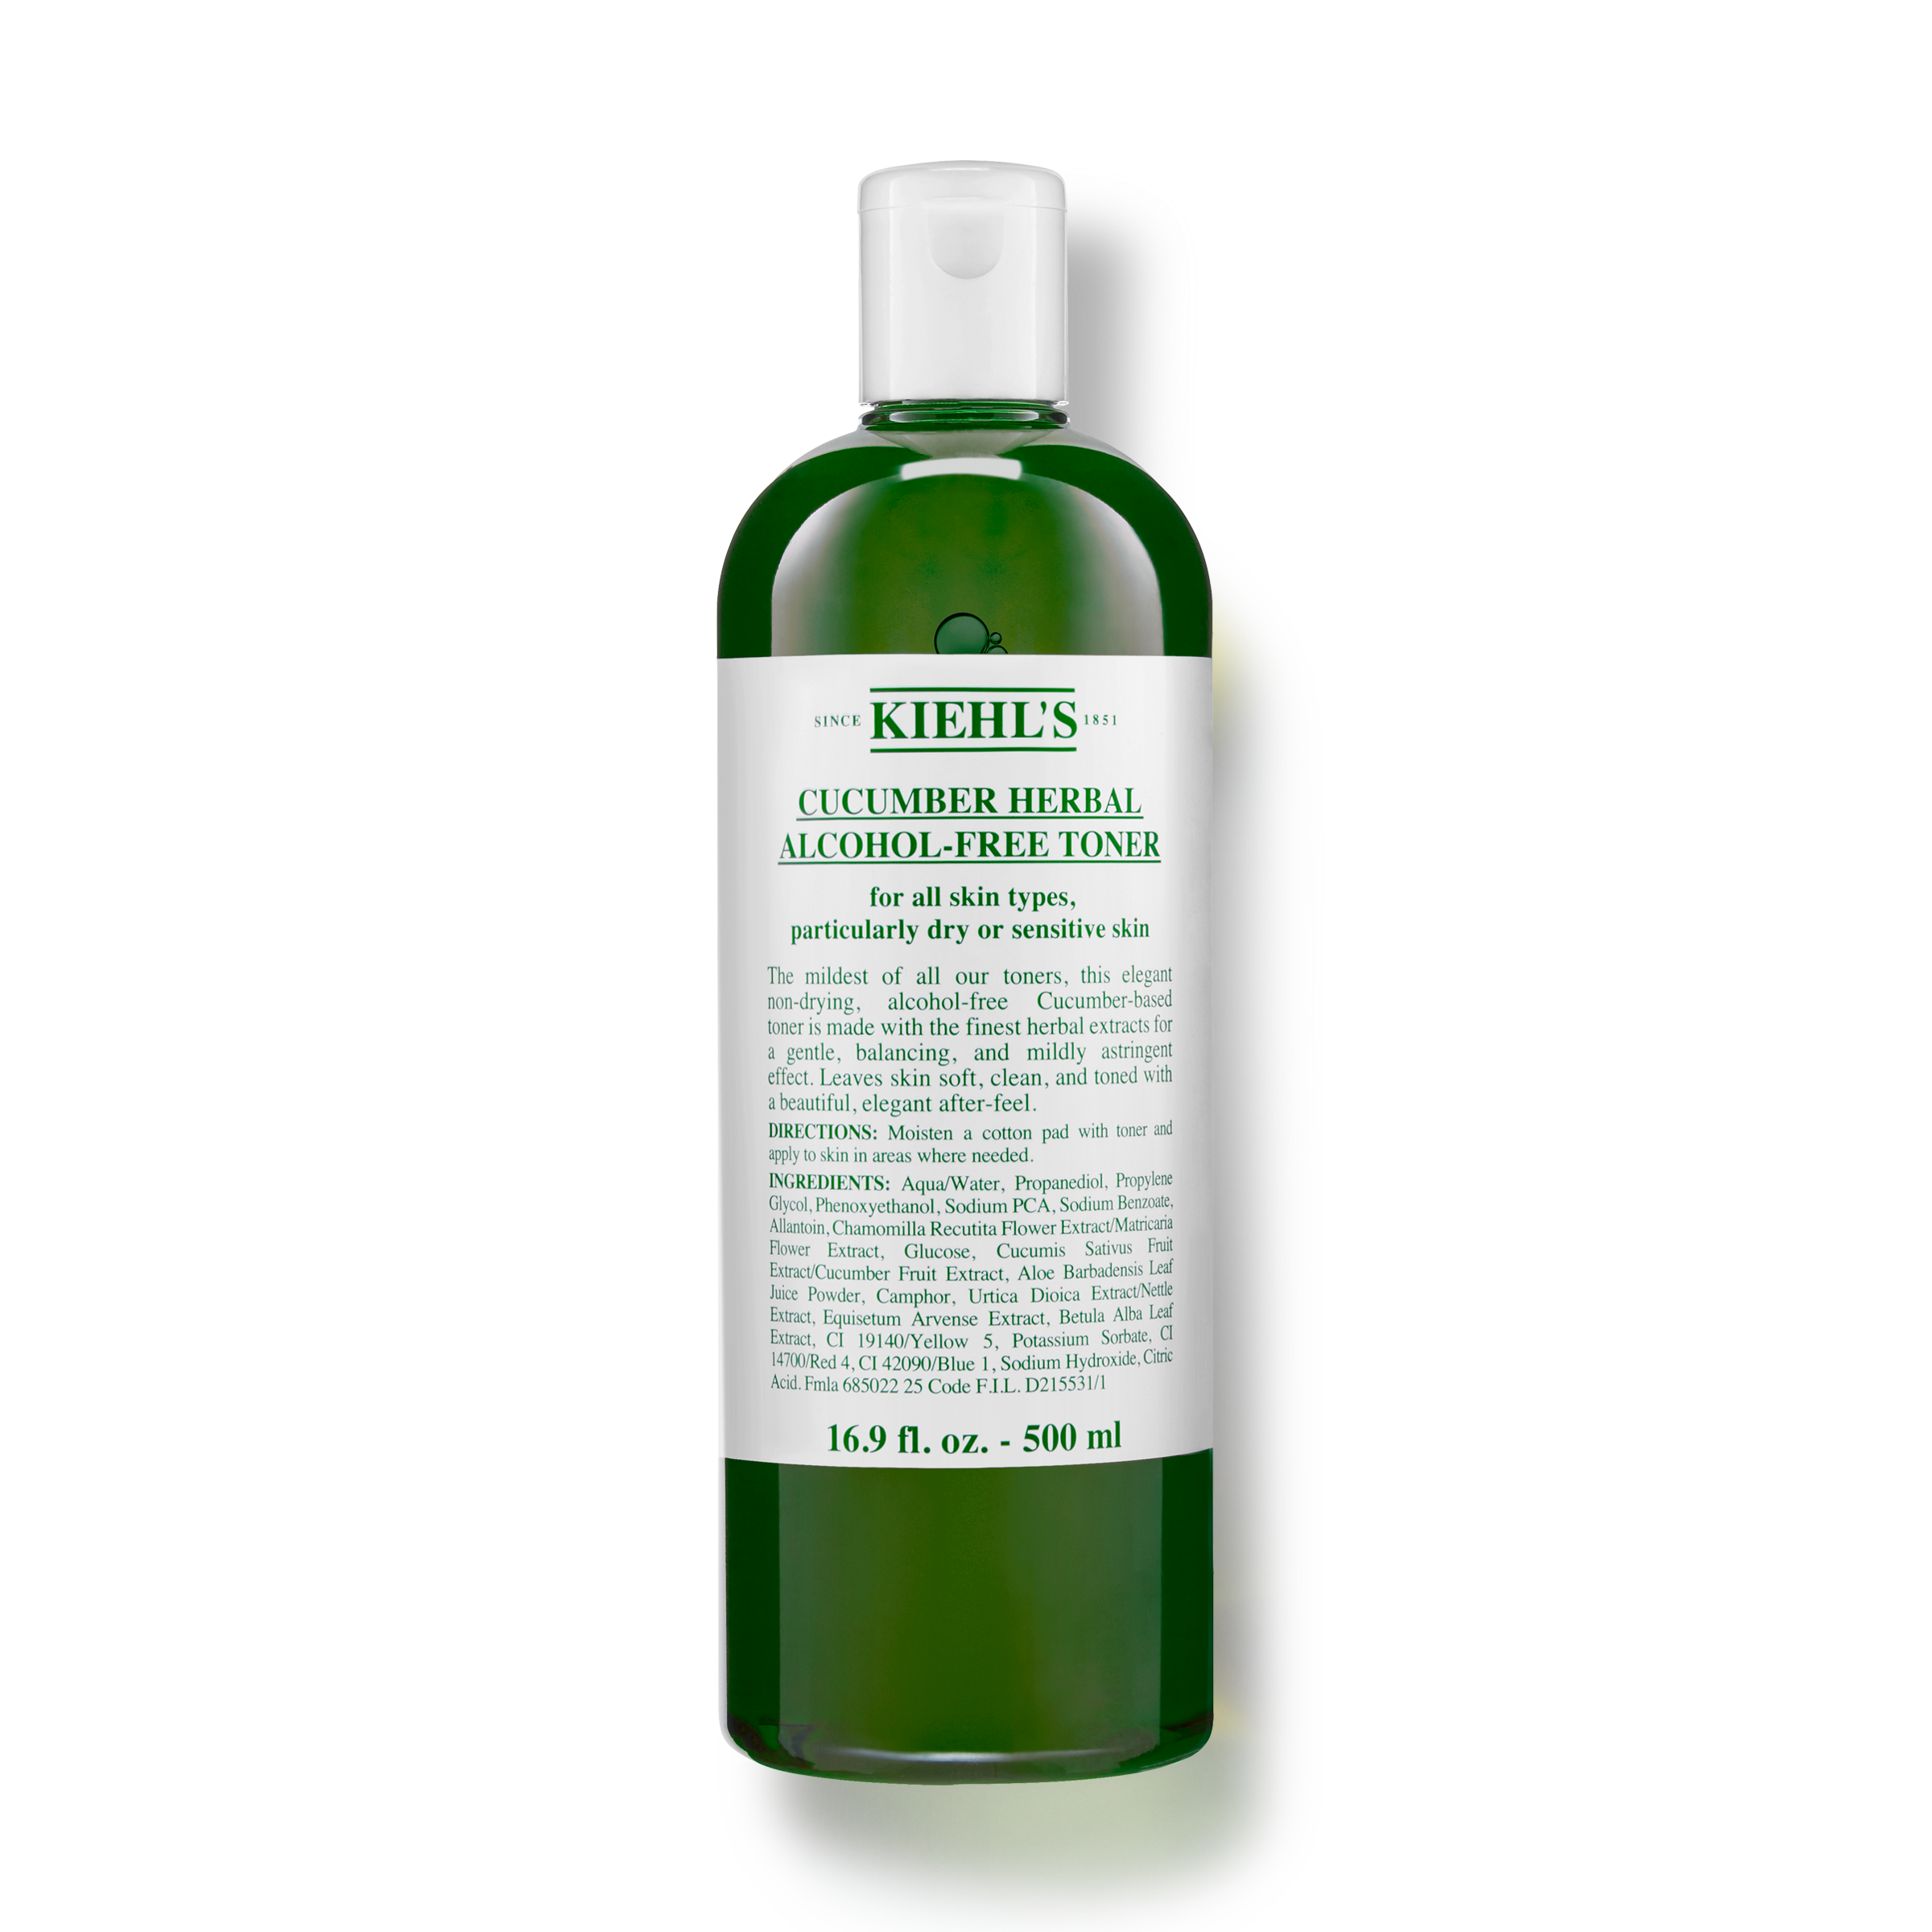 SINCE KIEHL'S 1851
CUCUMBER HERBAL
ALCOHOL-FREE TONER
for all skin types,
particularly dry or sensitive skin
The mildest of all our toners, this elegant
non-drying, alcohol-free Cucumber-based
toner is made with the finest herbal extracts for
a gentle, balancing, and mildly astringent
effect. Leaves skin soft, clean, and toned with
a beautiful, elegant after-feel.
DIRECTIONS: Moisten a cotton pad with toner and
apply to skin in areas where needed.
INGREDIENTS: Aqua/Water, Propanediol, Propylene
Glycol, Phenoxyethanol, Sodium PCA, Sodium Benzoate,
Allantoin, Chamomilla Recutita Flower Extract/Matricaria
Flower Extract, Glucose, Cucumis Sativus Fruit
Extract/Cucumber Fruit Extract, Aloe Barbadensis Leaf
Juice Powder, Camphor, Urtica Dioica Extract/Nettle
Extract, Equisetum Arvense Extract, Betula Alba Leaf
Extract, CI 19140/Yellow 5, Potassium Sorbate, CI
14700/Red 4, CI 42090/Blue 1, Sodium Hydroxide, Citric
Acid. Fmla 685022 25 Code F.I.L. D215531/1
16.9 fl. oz. - 500 ml